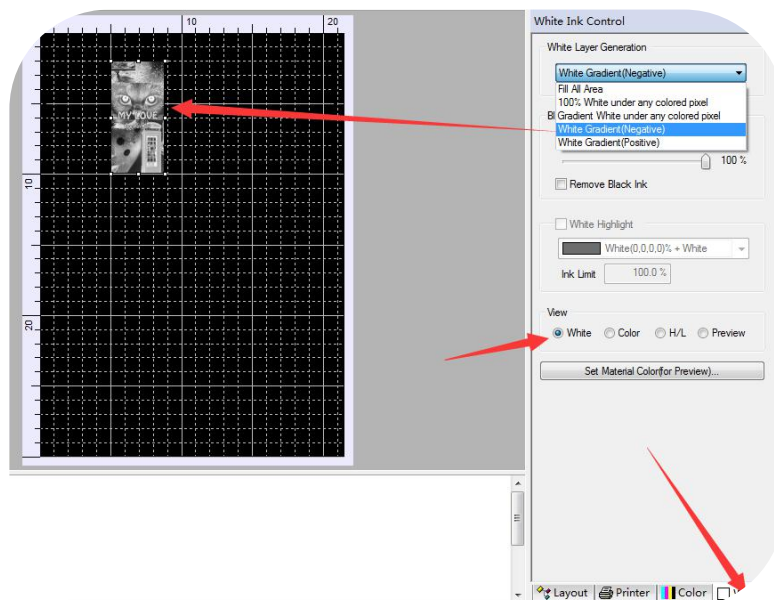 10
20
White Ink Control
White Layer Generation
White Gradient(Negative)
Fill All Area
100% White under any colored pixel
Bl
Gradient White under any colored pixel
White Gradient(Negative)
White Gradient(Positive)
100 %
Remove Black Ink
MY
10
White Highlight
White(0,0,0,0)% + White
Ink Limit
100.0 %
View
White
Color
H/L
Preview
20
Set Material Color(for Preview)...
Layout
Printer
Color